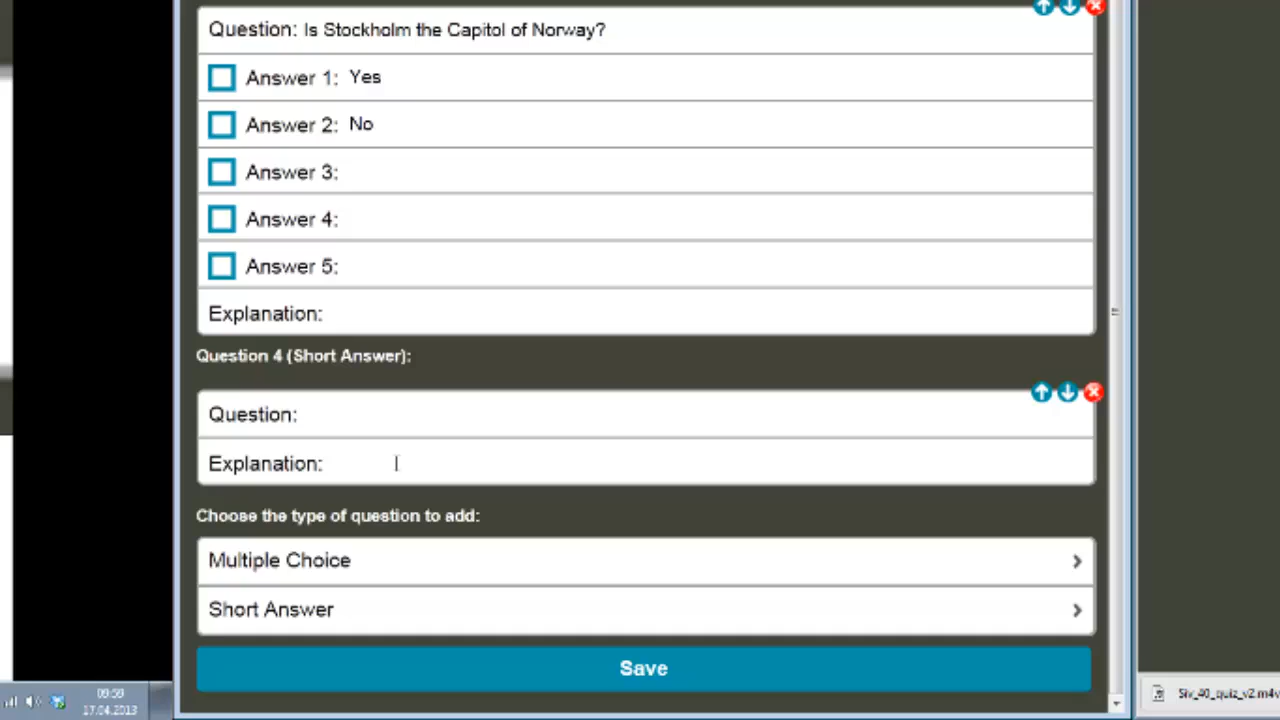 Question: Is Stockholm the Capitol of Norway?
Answer 1: Yes
Answer 2: No
Answer 3:
Answer 4:
Answer 5:
Explanation:
Question 4 (Short Answer):
Question:
Explanation:
Choose the type of question to add:
Multiple Choice
Short Answer
Save
09:59
17.04.2013
Siv_40_quiz_v2.m4v